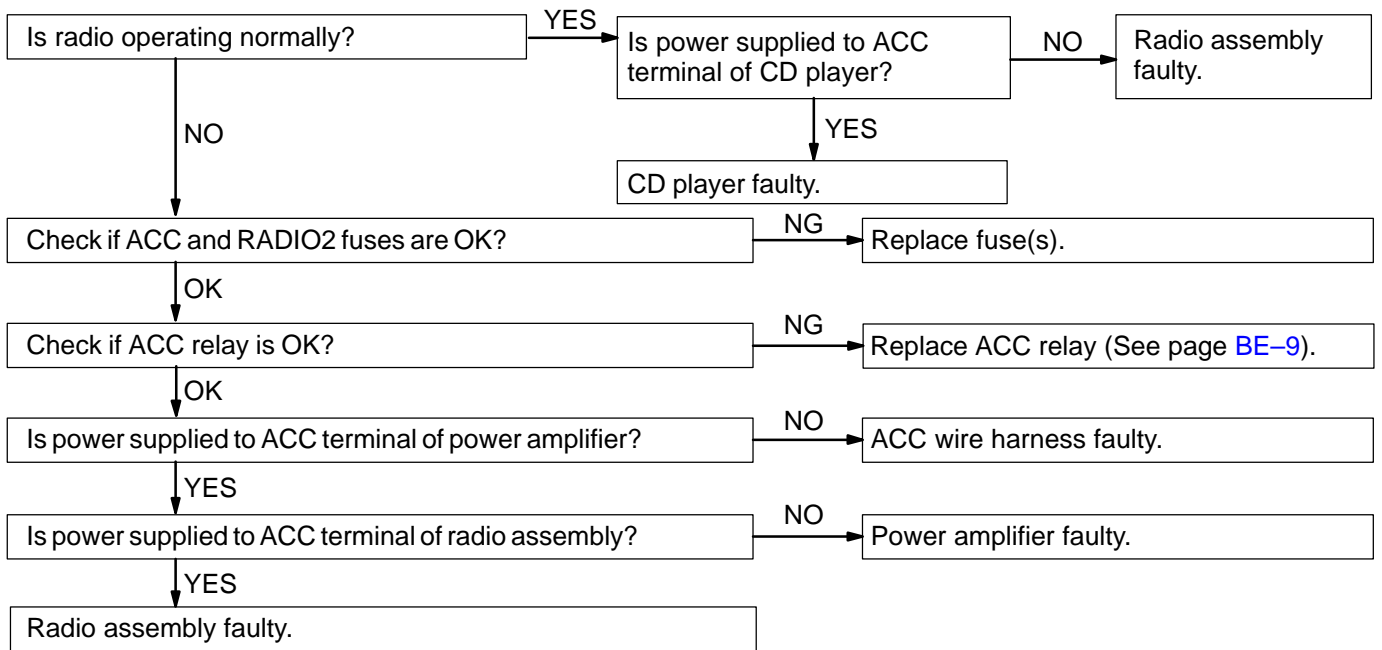 Is radio operating normally?
YES
Is power supplied to ACC
terminal of CD player?
NO
Radio assembly
faulty.
NO
YES
CD player faulty.
Check if ACC and RADIO2 fuses are OK?
NG
Replace fuse(s).
OK
Check if ACC relay is OK?
NG
Replace ACC relay (See page BE–9).
OK
Is power supplied to ACC terminal of power amplifier?
NO
ACC wire harness faulty.
YES
Is power supplied to ACC terminal of radio assembly?
NO
Power amplifier faulty.
YES
Radio assembly faulty.